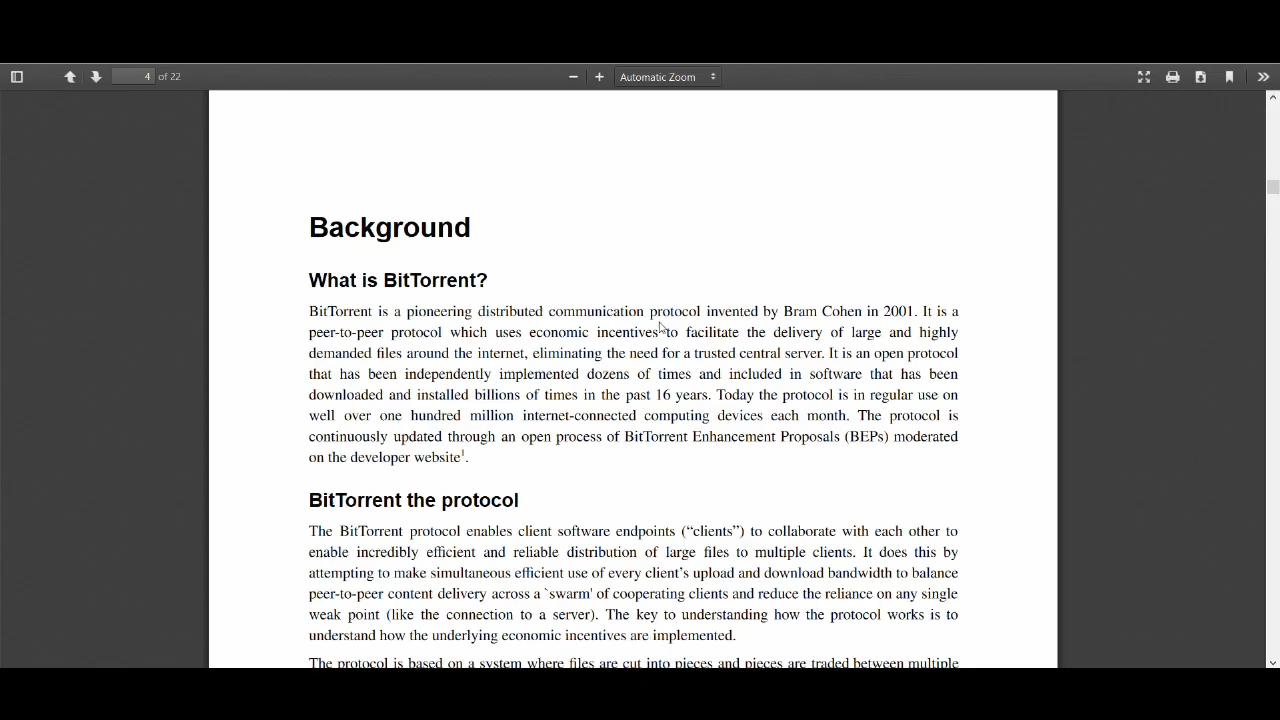 4 of 22
Automatic Zoom
Background
What is BitTorrent?
BitTorrent is a pioneering distributed communication protocol invented by Bram Cohen in 2001. It is a
peer-to-peer protocol which uses economic incentives to facilitate the delivery of large and highly
demanded files around the internet, eliminating the need for a trusted central server. It is an open protocol
that has been independently implemented dozens of times and included in software that has been
downloaded and installed billions of times in the past 16 years. Today the protocol is in regular use on
well over one hundred million internet-connected computing devices each month. The protocol is
continuously updated through an open process of BitTorrent Enhancement Proposals (BEPs) moderated
on the developer website¹.
BitTorrent the protocol
The BitTorrent protocol enables client software endpoints (“clients”) to collaborate with each other to
enable incredibly efficient and reliable distribution of large files to multiple clients. It does this by
attempting to make simultaneous efficient use of every client’s upload and download bandwidth to balance
peer-to-peer content delivery across a `swarm' of cooperating clients and reduce the reliance on any single
weak point (like the connection to a server). The key to understanding how the protocol works is to
understand how the underlying economic incentives are implemented.
The protocol is based on a system where files are cut into pieces and pieces are traded between multiple